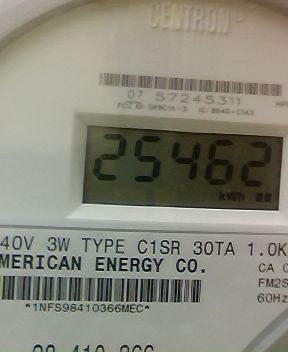 CENTRON®
07 57245311
25462
kWh
40V 3W TYPE C1SR 30TA 1.0K
MERICAN ENERGY CO.
CA
FM2S
60Hz
*1NFS98410366MEC*